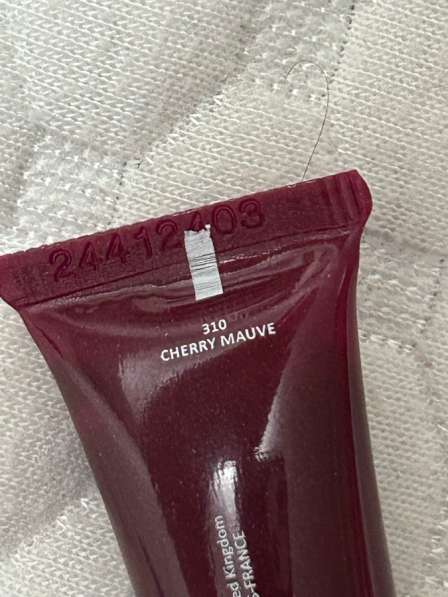 24412403
310
CHERRY MAUVE
ed Kingdom
FRANCE